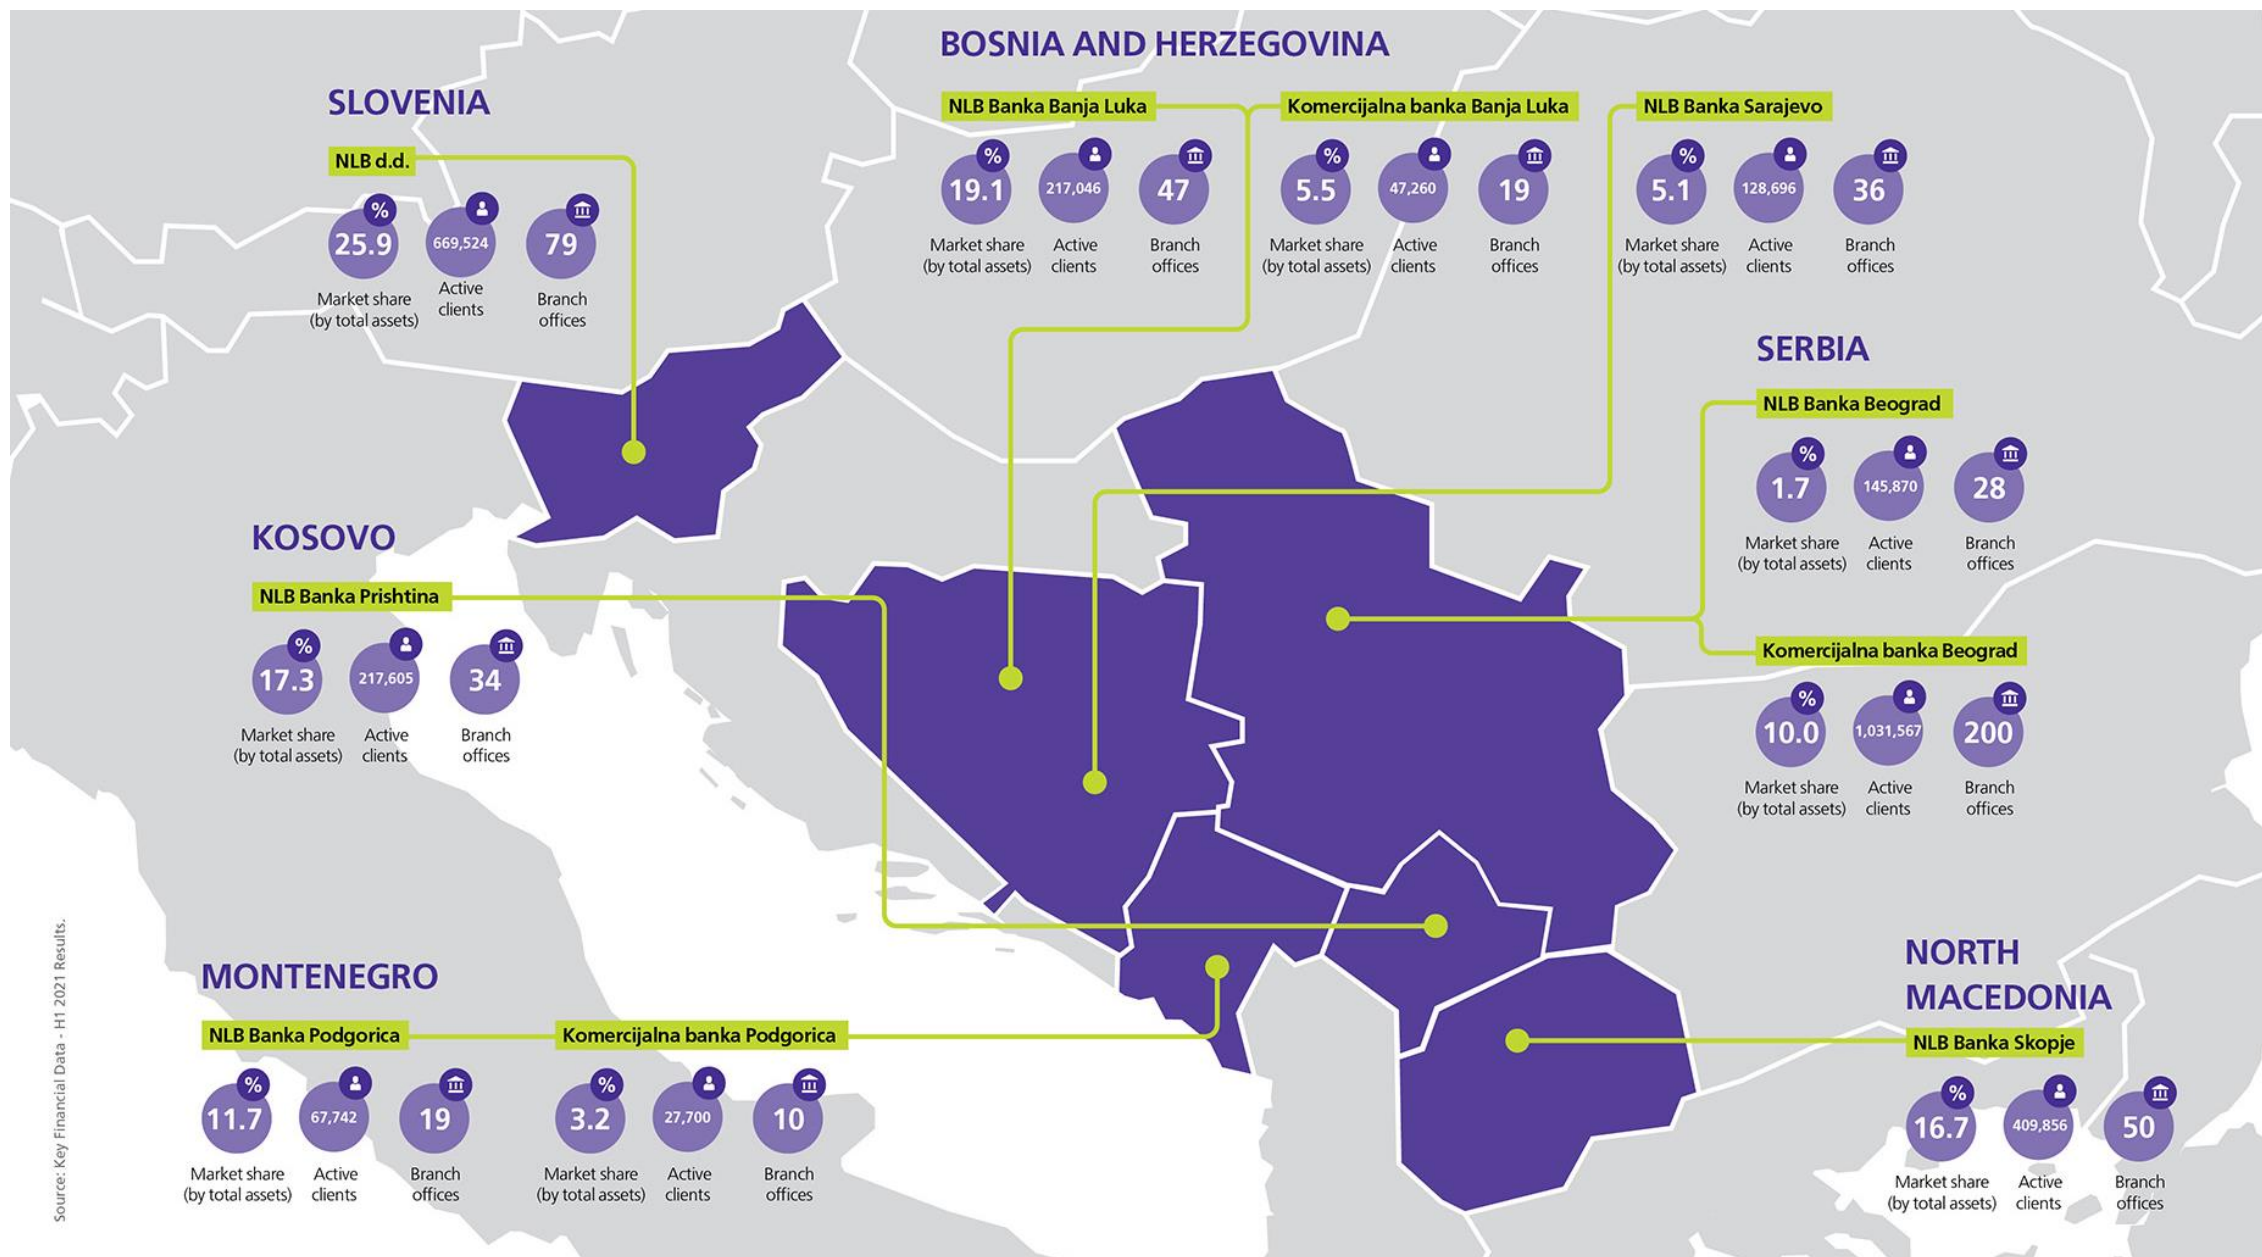 BOSNIA AND HERZEGOVINA
NLB Banka Banja Luka
%
19.1
217,046
47
Market share
(by total assets)
Active
clients
Branch
offices
Komercijalna banka Banja Luka
%
5.5
47,260
19
Market share
(by total assets)
Active
clients
Branch
offices
NLB Banka Sarajevo
%
5.1
128,696
36
Market share
(by total assets)
Active
clients
Branch
offices
SLOVENIA
NLB d.d.
%
25.9
669,524
79
Market share
(by total assets)
Active
clients
Branch
offices
SERBIA
NLB Banka Beograd
%
1.7
145,870
28
Market share
(by total assets)
Active
clients
Branch
offices
Komercijalna banka Beograd
%
10.0
1,031,567
200
Market share
(by total assets)
Active
clients
Branch
offices
KOSOVO
NLB Banka Prishtina
%
17.3
217,605
34
Market share
(by total assets)
Active
clients
Branch
offices
MONTENEGRO
NLB Banka Podgorica
%
11.7
67,742
19
Market share
(by total assets)
Active
clients
Branch
offices
Komercijalna banka Podgorica
%
3.2
27,700
10
Market share
(by total assets)
Active
clients
Branch
offices
NORTH
MACEDONIA
NLB Banka Skopje
%
16.7
409,856
50
Market share
(by total assets)
Active
clients
Branch
offices
Source: Key Financial Data - H1 2021 Results.